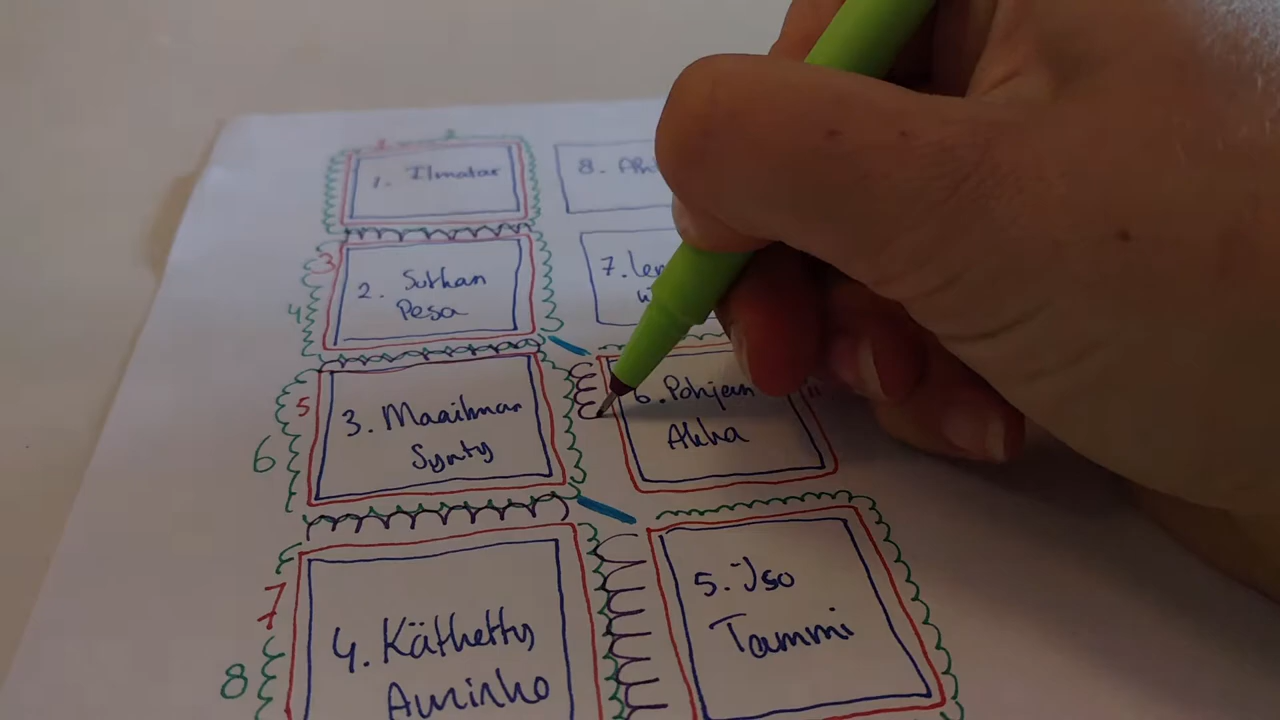 1. Ilmatar
3
2. Sutkan
Pesa
4
5
3. Maailman
Synty
6
7
4. Kätketty
Aurinko
8
8.
7.
6. Pohjan
Akka
5. Iso
Tammi